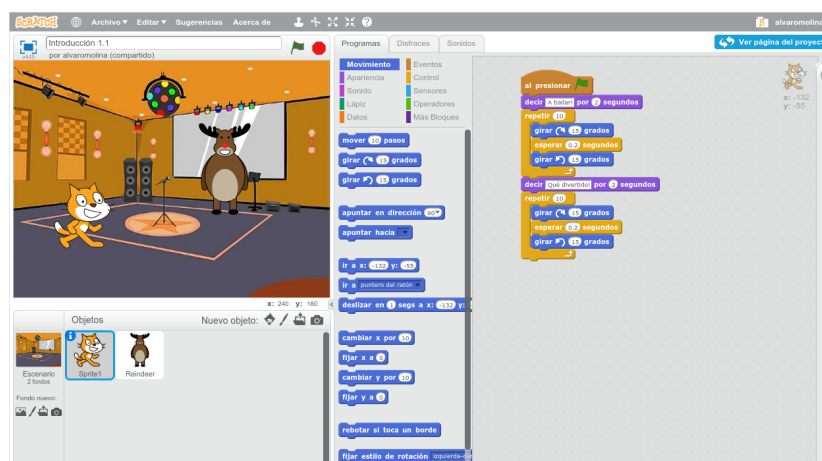 SCRATCH Archivo▼ Editar▼ Sugerencias Acerca de alvaromolina
Introducción 1.1
por alvaromolina (compartido)
v445
Programas Disfraces Sonidos
Ver página del proyect
Movimiento Eventos
Apariencia Control
Sonido Sensores
Lápiz Operadores
Datos Más Bloques
mover 10 pasos
girar 15 grados
girar 15 grados
apuntar en dirección 90▼
apuntar hacia
ir a x: -132 y: -55
ir a puntero del ratón
deslizar en 1 segs a x: -132 y:
cambiar x por 10
fijar x a 0
cambiar y por 10
fijar y a 0
rebotar si toca un borde
fijar estilo de rotación izquierda-der
al presionar
decir A bailar! por 2 segundos
repetir 10
girar 15 grados
esperar 0.2 segundos
girar 15 grados
decir Qué divertido! por 2 segundos
repetir 10
girar 15 grados
esperar 0.2 segundos
girar 15 grados
x: -132
y: -55
x: 240 y: 180
Objetos Nuevo objeto:
Escenario
2 fondos
Fondo nuevo:
Sprite1
Reindeer